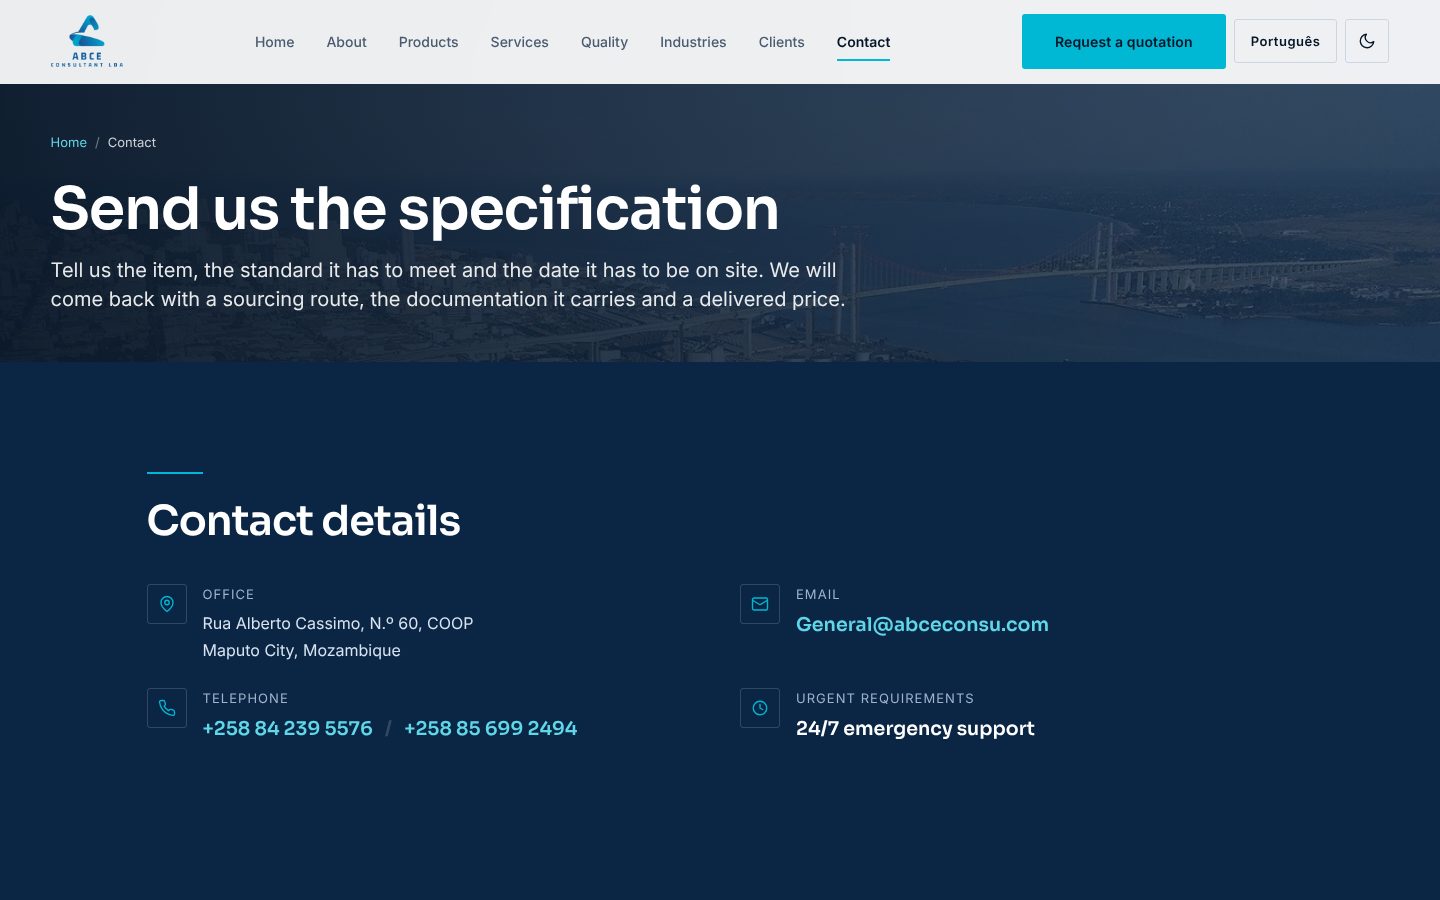 ABCE
CONSULTANT LDA
Home
About
Products
Services
Quality
Industries
Clients
Contact
Request a quotation
Português
Home / Contact
Send us the specification
Tell us the item, the standard it has to meet and the date it has to be on site. We will
come back with a sourcing route, the documentation it carries and a delivered price.
Contact details
OFFICE
Rua Alberto Cassimo, N.º 60, COOP
Maputo City, Mozambique
EMAIL
General@abceconsu.com
TELEPHONE
+258 84 239 5576 / +258 85 699 2494
URGENT REQUIREMENTS
24/7 emergency support